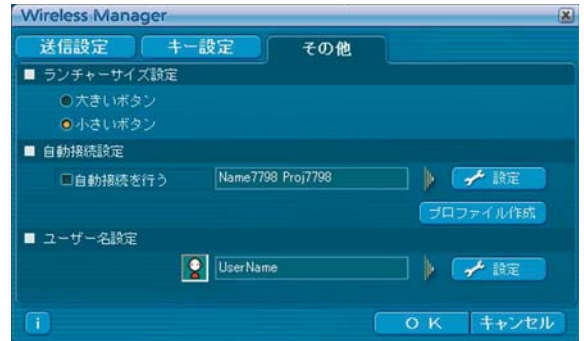 Wireless Manager
送信設定 キー設定 その他
ランチャーサイズ設定
大きいボタン
小さいボタン
自動接続設定
自動接続を行う Name7798 Proj7798 設定
プロファイル作成
ユーザー名設定
UserName 設定
i OK キャンセル